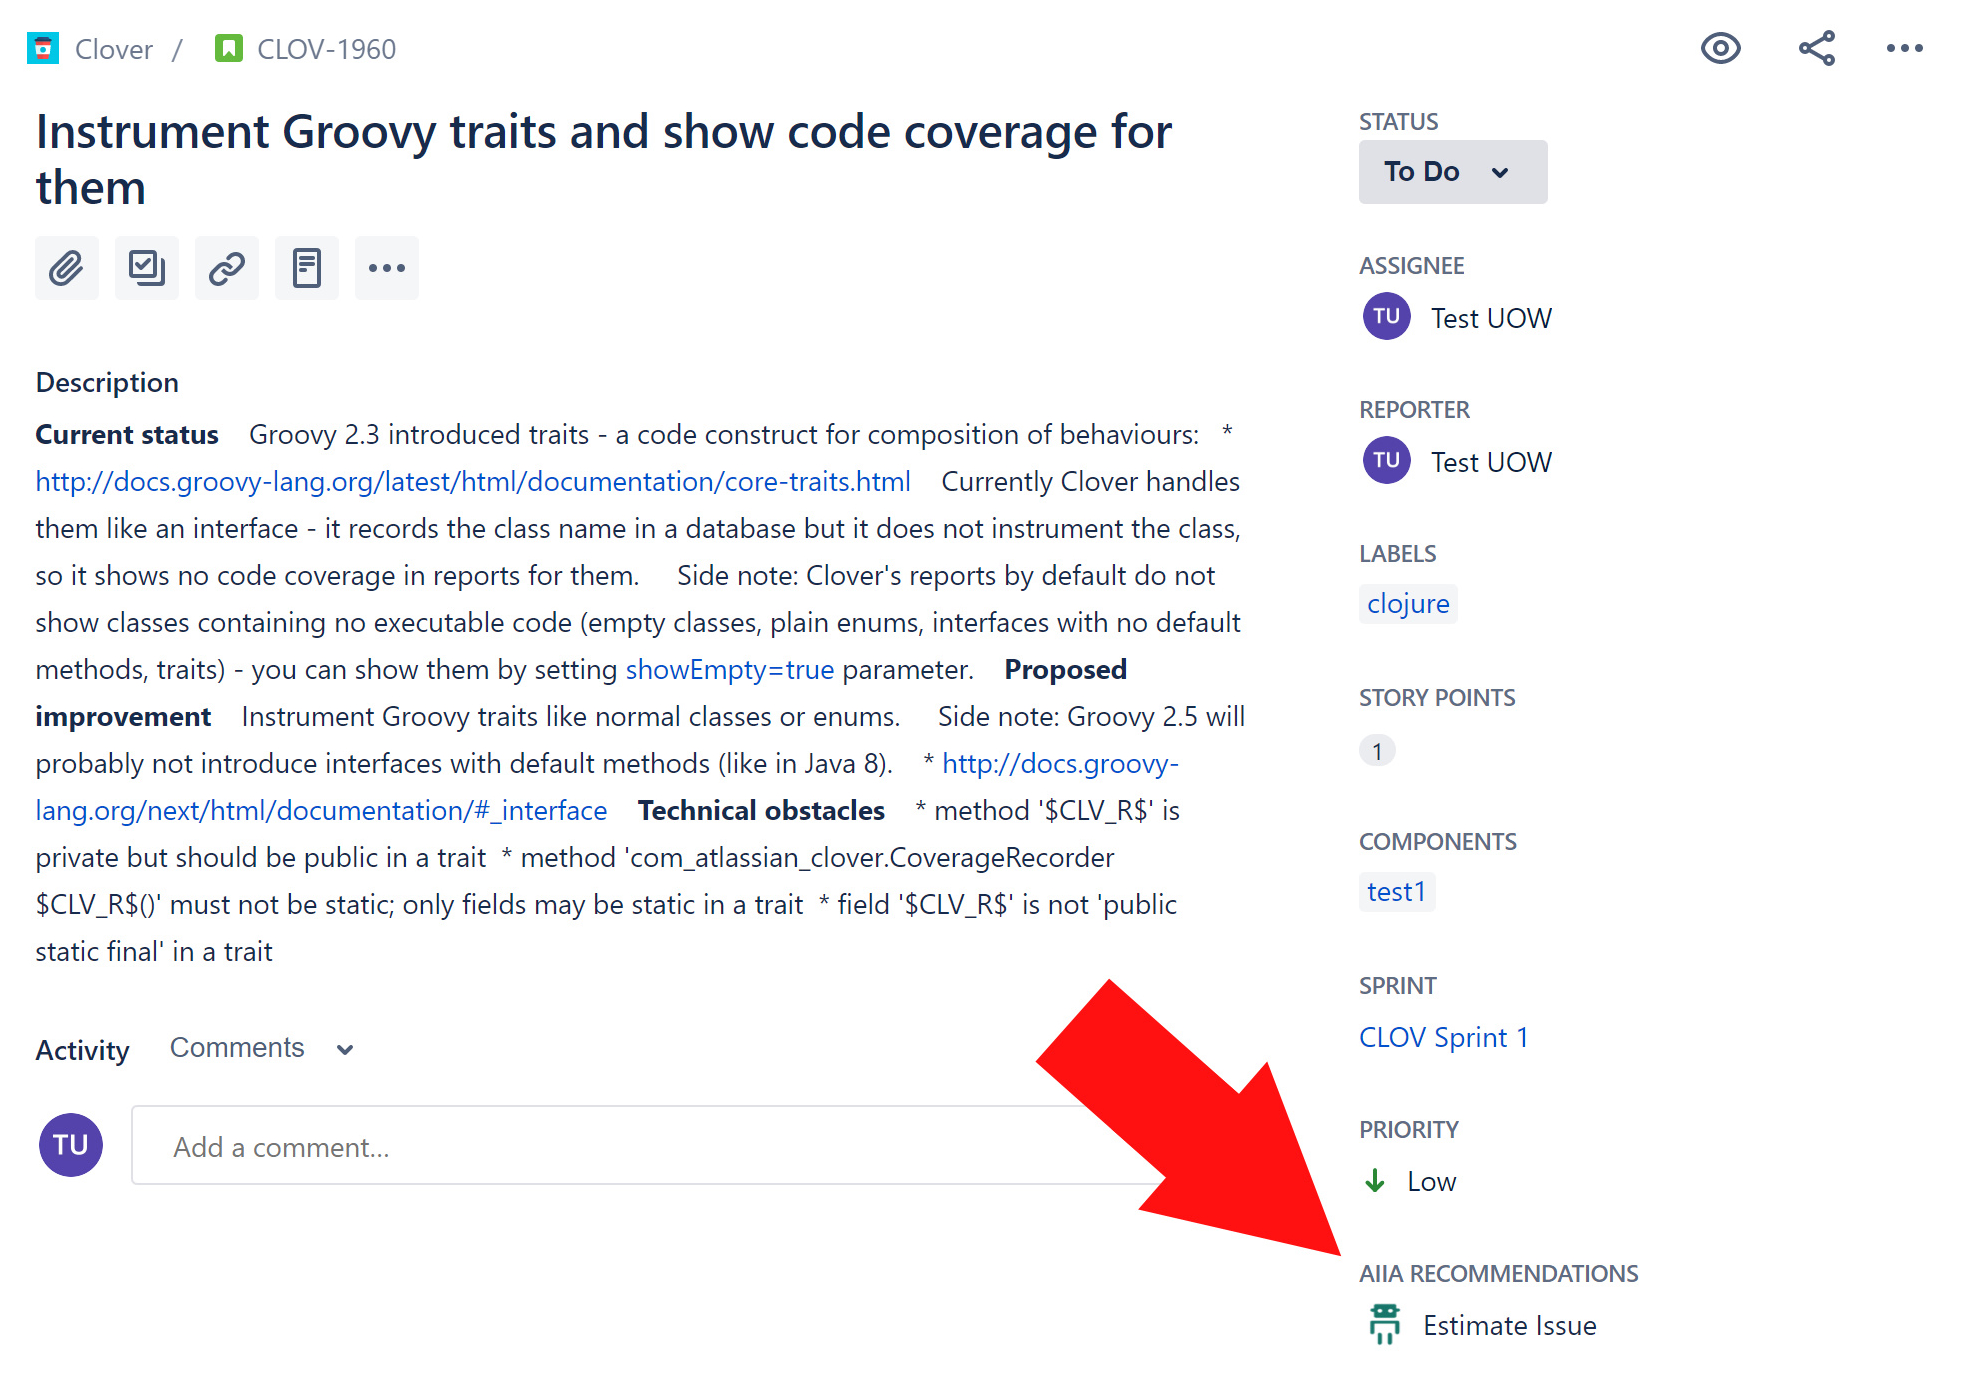 Clover / CLOV-1960
Instrument Groovy traits and show code coverage for
them
Description
Current status Groovy 2.3 introduced traits - a code construct for composition of behaviours: *
http://docs.groovy-lang.org/latest/html/documentation/core-traits.html Currently Clover handles
them like an interface - it records the class name in a database but it does not instrument the class,
so it shows no code coverage in reports for them. Side note: Clover's reports by default do not
show classes containing no executable code (empty classes, plain enums, interfaces with no default
methods, traits) - you can show them by setting showEmpty=true parameter. Proposed
improvement Instrument Groovy traits like normal classes or enums. Side note: Groovy 2.5 will
probably not introduce interfaces with default methods (like in Java 8). * http://docs.groovy-
lang.org/next/html/documentation/#_interface Technical obstacles * method '$CLV_R$' is
private but should be public in a trait * method 'com_atlassian_clover.CoverageRecorder
$CLV_R$()' must not be static; only fields may be static in a trait * field '$CLV_R$' is not 'public
static final' in a trait
Activity Comments
TU Add a comment...
STATUS
To Do
ASSIGNEE
TU Test UOW
REPORTER
TU Test UOW
LABELS
clojure
STORY POINTS
1
COMPONENTS
test1
SPRINT
CLOV Sprint 1
PRIORITY
Low
AIIA RECOMMENDATIONS
Estimate Issue